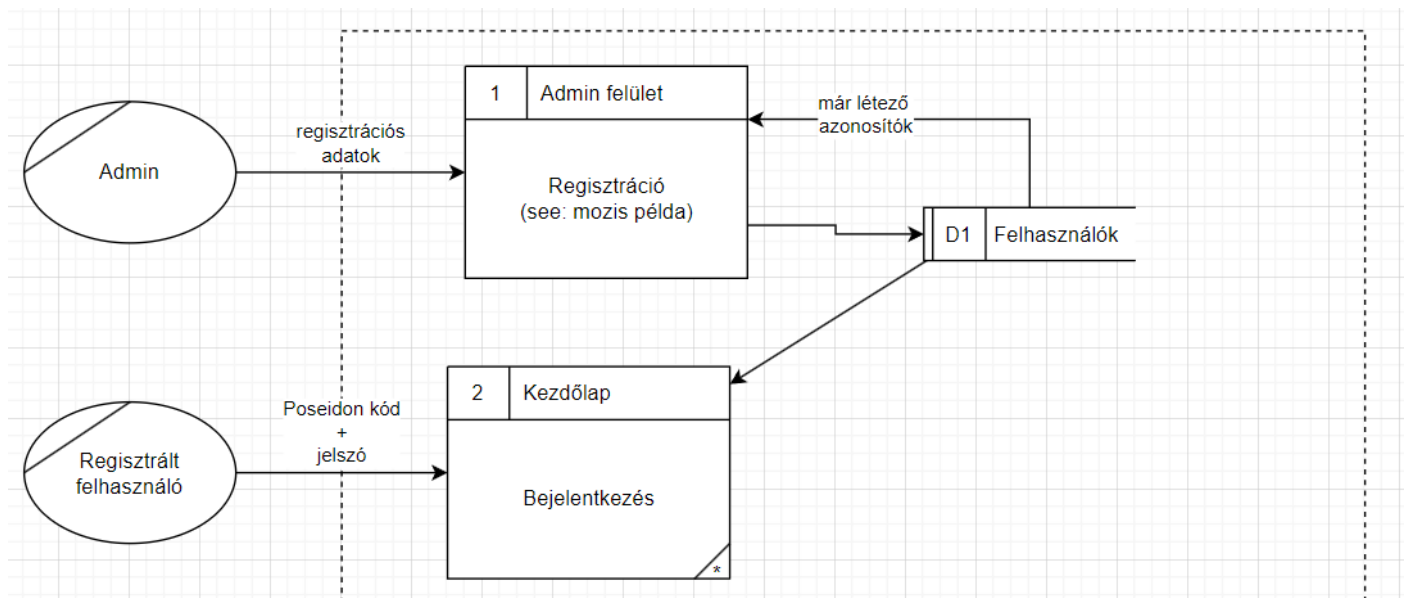 1
Admin felület
már létező
azonosítók
regisztrációs
adatok
Admin
Regisztráció
(see: mozis példa)
D1
Felhasználók
2
Kezdőlap
Poseidon kód
+
jelszó
Regisztrált
felhasználó
Bejelentkezés
*